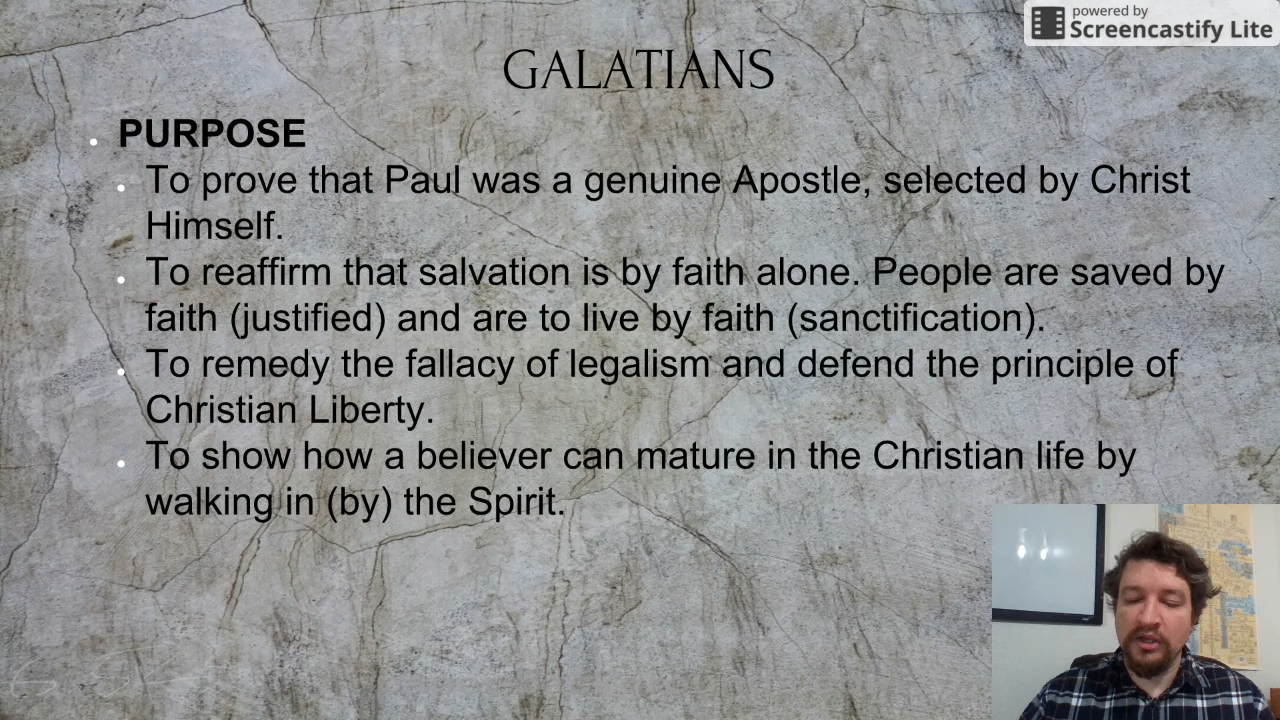 powered by
Screencastify Lite
GALATIANS
PURPOSE
To prove that Paul was a genuine Apostle, selected by Christ
Himself.
To reaffirm that salvation is by faith alone. People are saved by
faith (justified) and are to live by faith (sanctification).
To remedy the fallacy of legalism and defend the principle of
Christian Liberty.
To show how a believer can mature in the Christian life by
walking in (by) the Spirit.